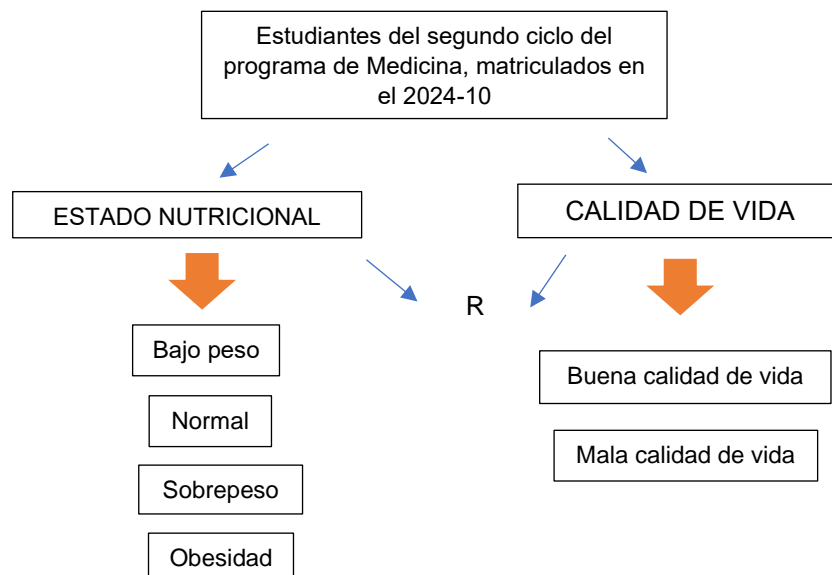 Estudiantes del segundo ciclo del
programa de Medicina, matriculados en
el 2024-10
ESTADO NUTRICIONAL
CALIDAD DE VIDA
R
Bajo peso
Normal
Sobrepeso
Obesidad
Buena calidad de vida
Mala calidad de vida